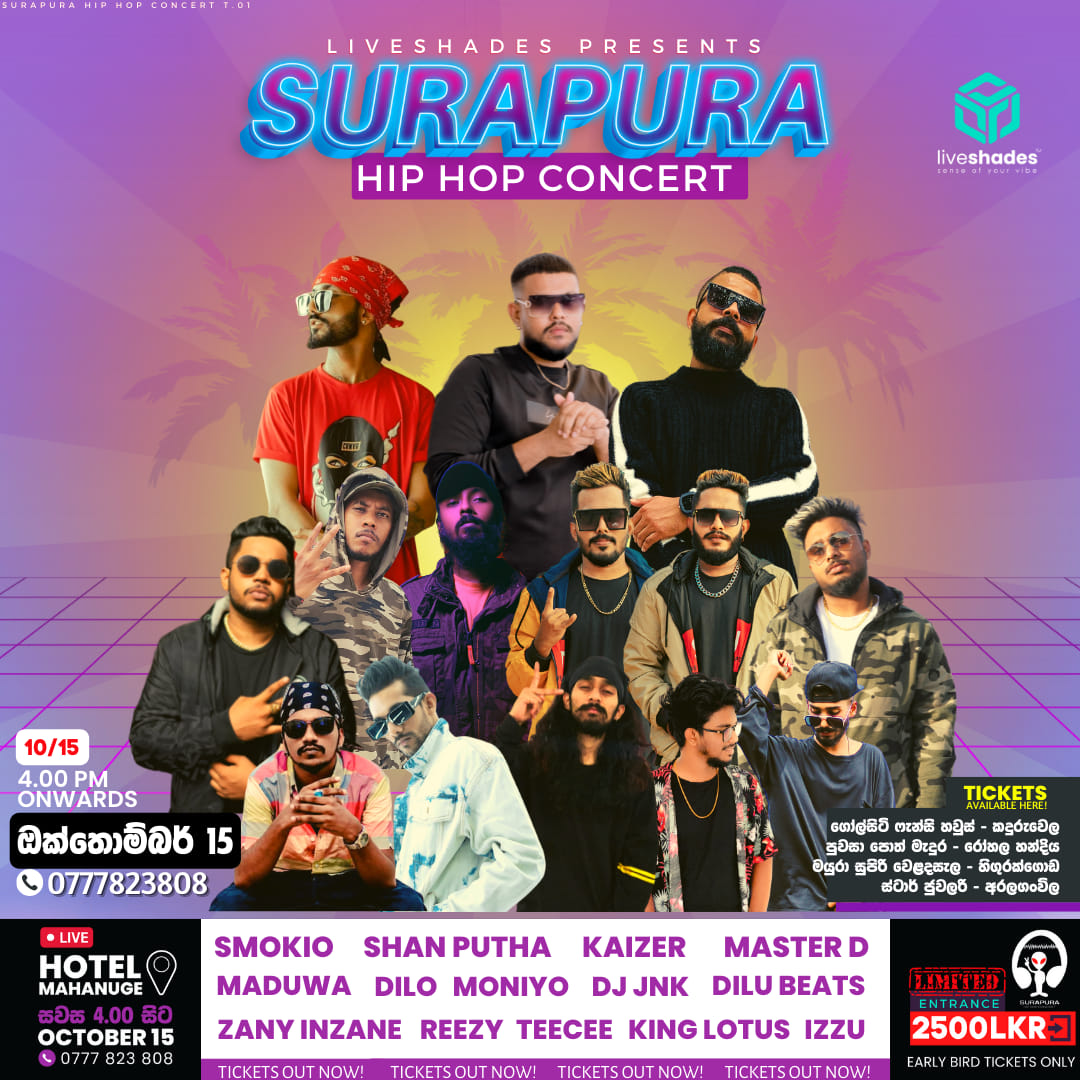 SURAPURA HIP HOP CONCERT T.01
LIVESHADES PRESENTS
SURAPURA
HIP HOP CONCERT
liveshades
sense of your vibe
10/15
4.00 PM
ONWARDS
ඔක්තොම්බර් 15
0777823808
TICKETS
AVAILABLE HERE!
ගෝල්සිටි ෆැන්සි හවුස් - කදුරුවෙල
පුවසා පොත් මැදුර - රෝහල හන්දිය
මයුරා සුපිරි වෙළදසැල - හිඟුරක්ගොඩ
ස්ටාර් ජුවලරි - අරලගංවිල
LIVE
HOTEL
MAHANUGE
සවස 4.00 සිට
OCTOBER 15
0777 823 808
SMOKIO SHAN PUTHA KAIZER MASTER D
MADUWA DILO MONIYO DJ JNK DILU BEATS
ZANY INZANE REEZY TEECEE KING LOTUS IZZU
TICKETS OUT NOW! TICKETS OUT NOW! TICKETS OUT NOW! TICKETS OUT NOW!
SURAPURA
LIMITED
ENTRANCE
2500LKR
EARLY BIRD TICKETS ONLY